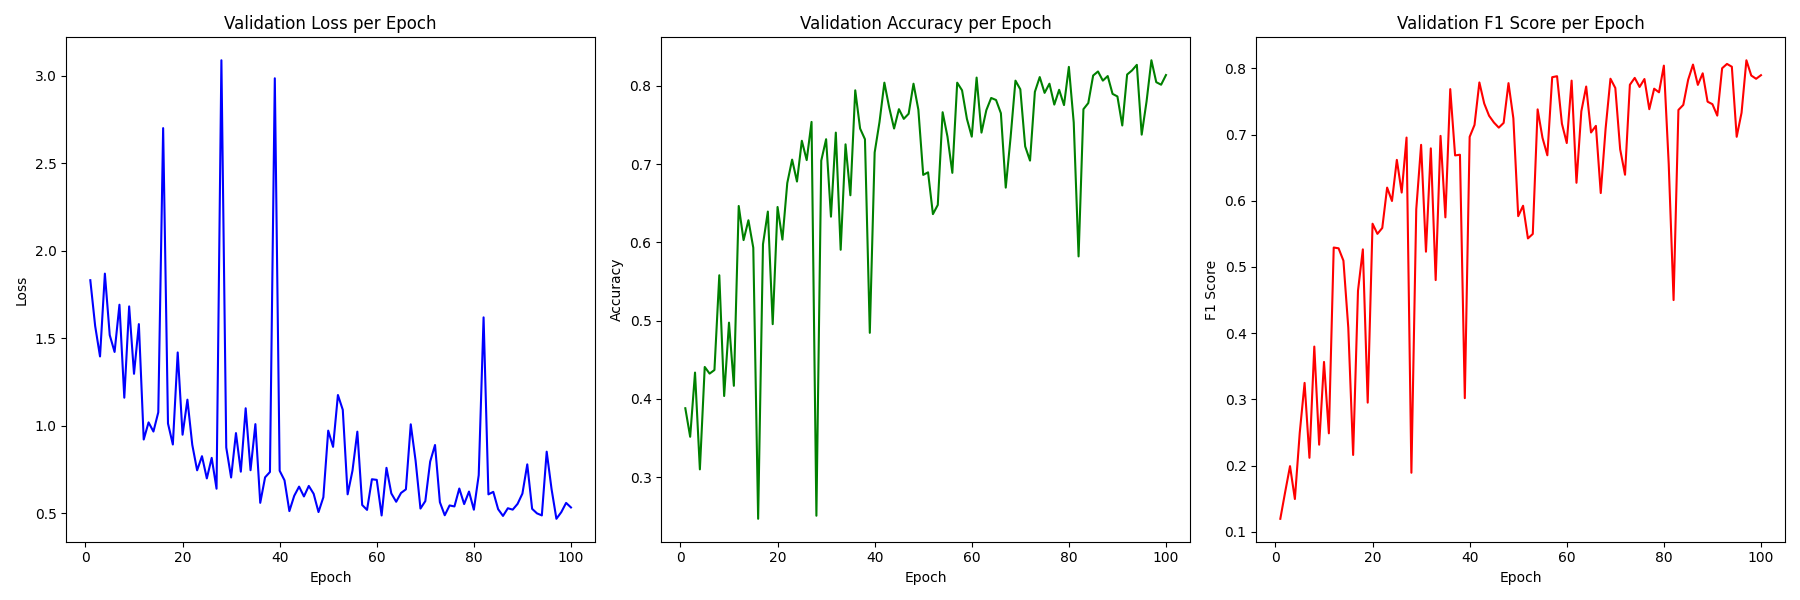 Validation Loss per Epoch
3.0
2.5
2.0
1.5
1.0
0.5
Loss
0 20 40 60 80 100
Epoch
Validation Accuracy per Epoch
0.8
0.7
0.6
0.5
0.4
0.3
Accuracy
0 20 40 60 80 100
Epoch
Validation F1 Score per Epoch
0.8
0.7
0.6
0.5
0.4
0.3
0.2
0.1
F1 Score
0 20 40 60 80 100
Epoch